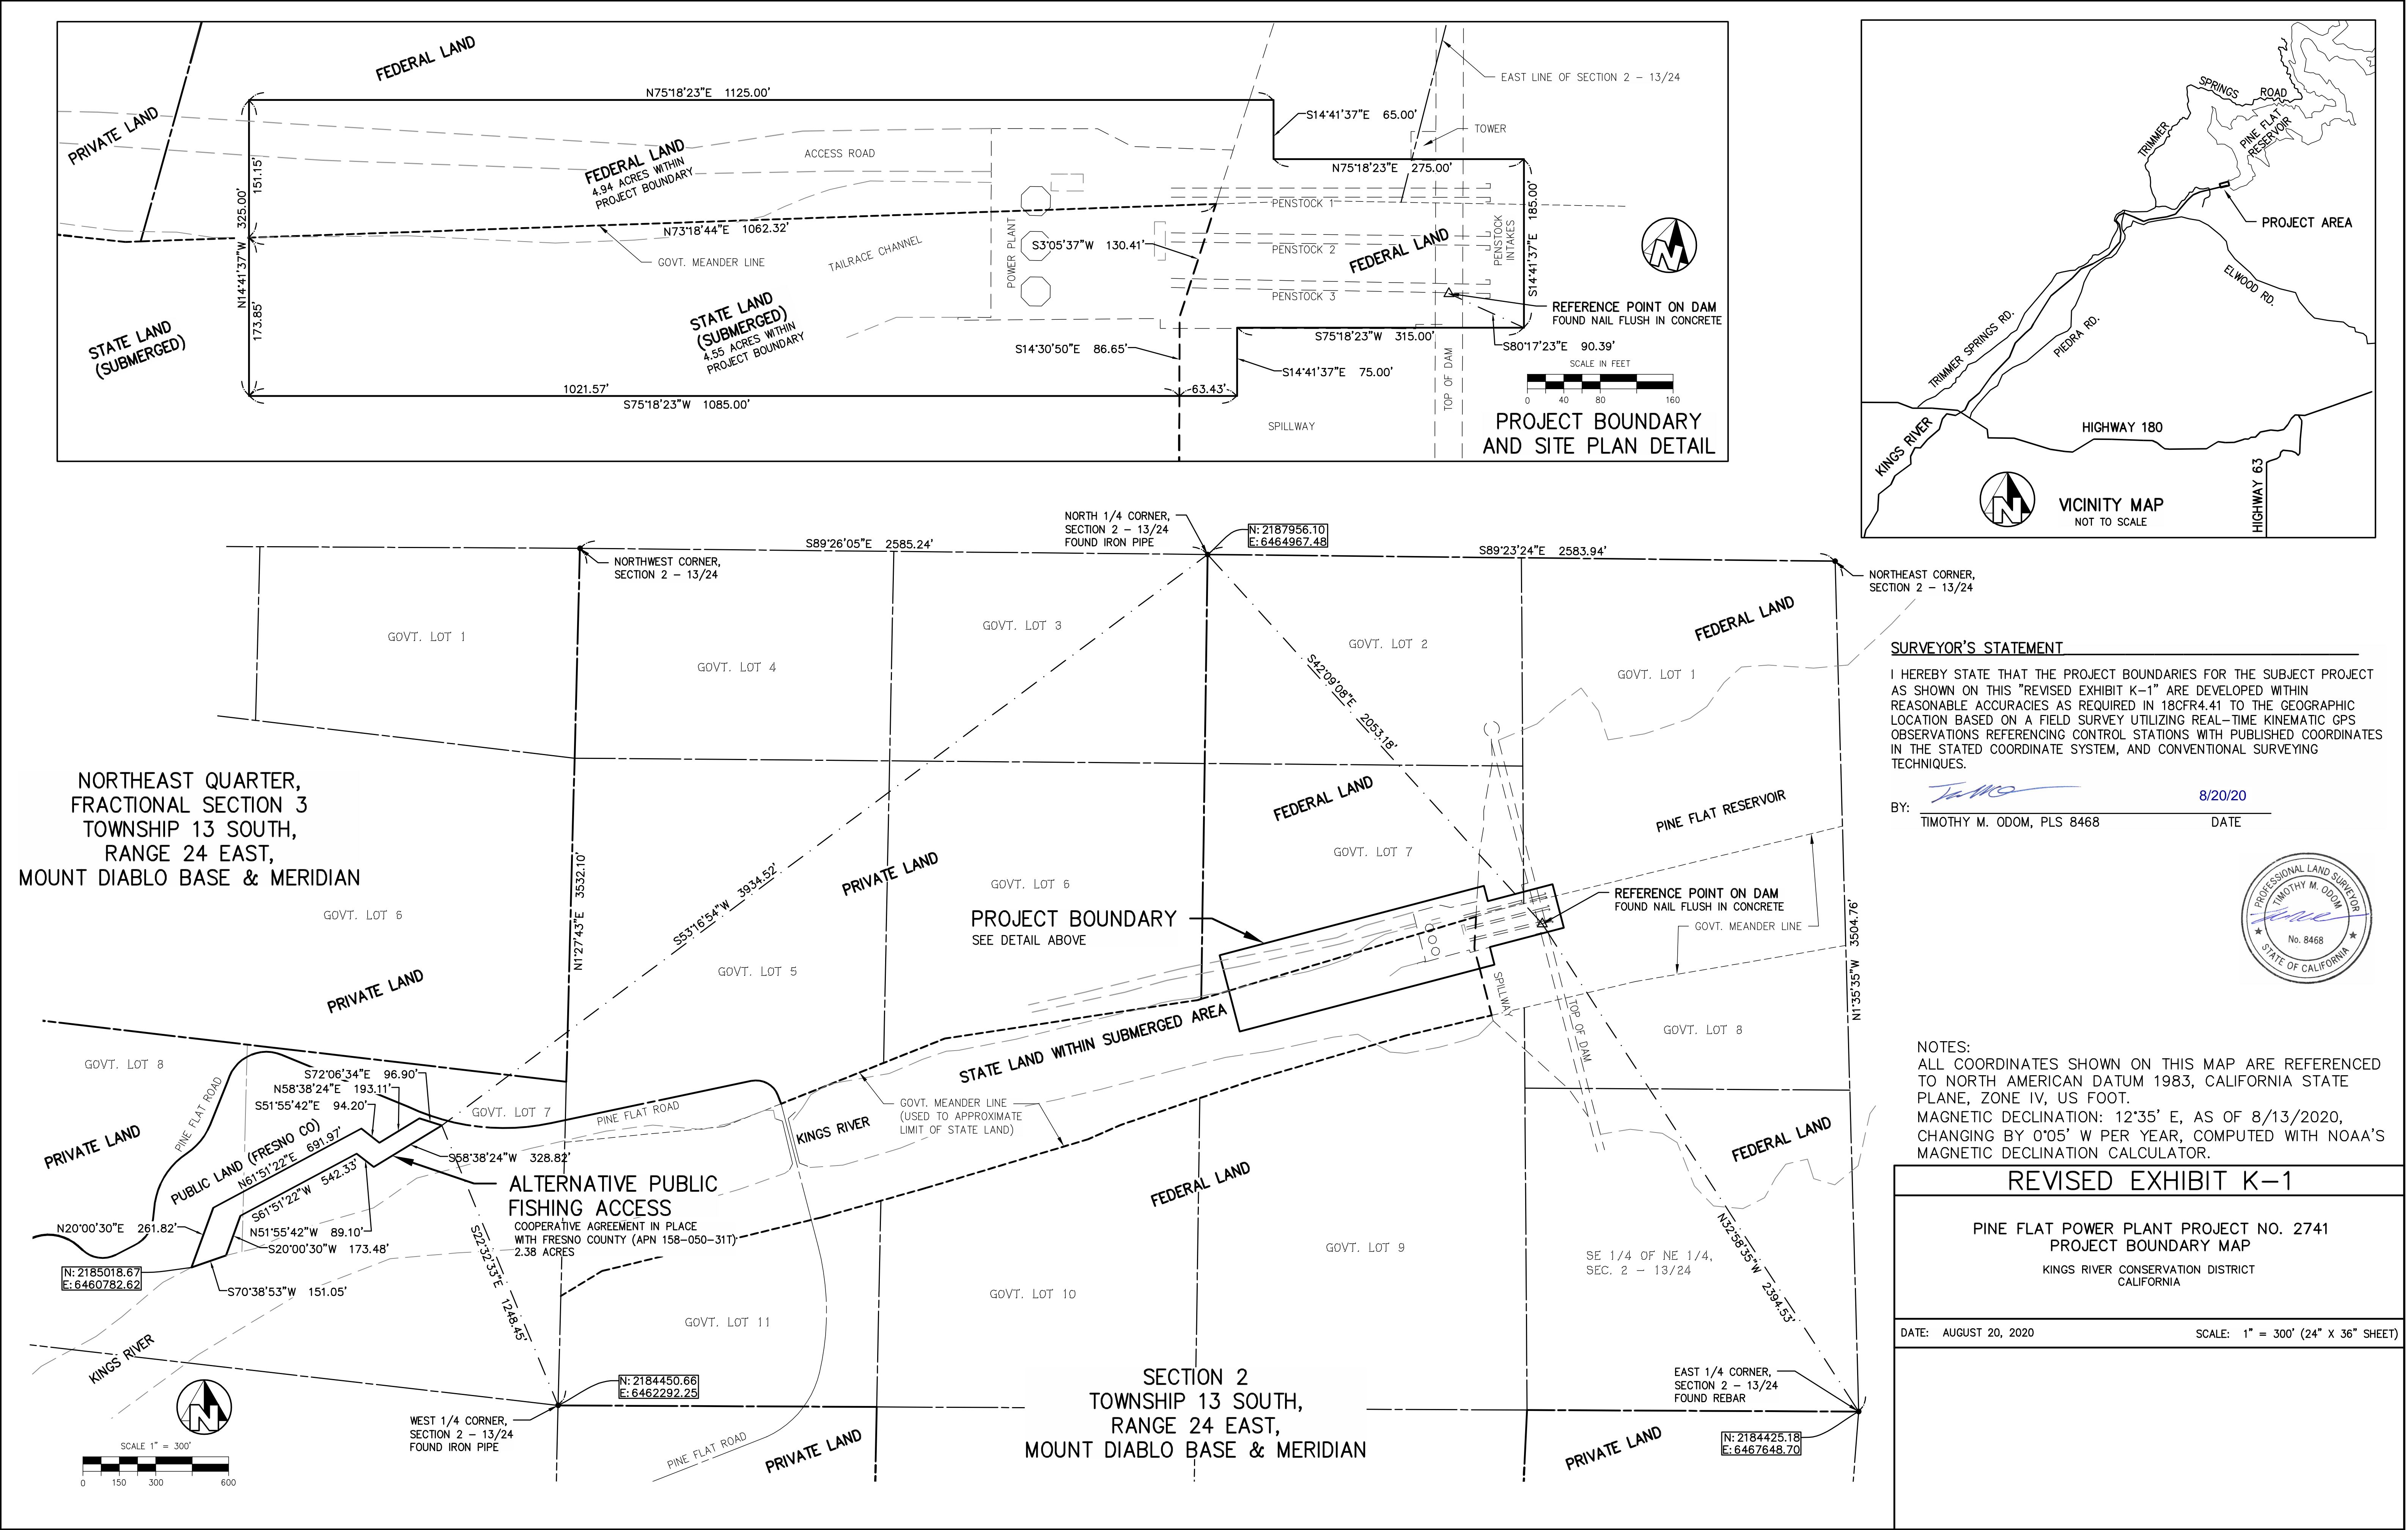 FEDERAL LAND
PRIVATE LAND
N75°18'23"E 1125.00'
S14°41'37"E 65.00'
EAST LINE OF SECTION 2 - 13/24
TOWER
N75°18'23"E 275.00'
ACCESS ROAD
FEDERAL LAND
4.94 ACRES WITHIN
PROJECT BOUNDARY
151.15'
N14°41'37"W 325.00'
173.85'
N73°18'44"E 1062.32'
GOVT. MEANDER LINE
TAILRACE CHANNEL
POWER PLANT
S3°05'37"W 130.41'
PENSTOCK 1
PENSTOCK 2
PENSTOCK 3
FEDERAL LAND
PENSTOCK
INTAKES
S14°41'37"E 185.00'
REFERENCE POINT ON DAM
FOUND NAIL FLUSH IN CONCRETE
STATE LAND
(SUBMERGED)
STATE LAND
(SUBMERGED)
4.55 ACRES WITHIN
PROJECT BOUNDARY
S14°30'50"E 86.65'
S75°18'23"W 315.00'
S80°17'23"E 90.39'
S14°41'37"E 75.00'
1021.57'
63.43'
S75°18'23"W 1085.00'
SPILLWAY
TOP OF DAM
SCALE IN FEET
0 40 80 160
PROJECT BOUNDARY
AND SITE PLAN DETAIL
N
SPRINGS ROAD
TRIMMER
PINE FLAT
RESERVOIR
PROJECT AREA
ELWOOD RD.
TRIMMER SPRINGS RD.
PIEDRA RD.
KINGS RIVER
HIGHWAY 180
HIGHWAY 63
N
VICINITY MAP
NOT TO SCALE
NORTH 1/4 CORNER,
SECTION 2 - 13/24
FOUND IRON PIPE
N: 2187956.10
E: 6464967.48
S89°26'05"E 2585.24'
S89°23'24"E 2583.94'
NORTHWEST CORNER,
SECTION 2 - 13/24
NORTHEAST CORNER,
SECTION 2 - 13/24
GOVT. LOT 1
GOVT. LOT 4
GOVT. LOT 3
GOVT. LOT 2
GOVT. LOT 1
FEDERAL LAND
S42°09'08"E 2053.18'
SURVEYOR'S STATEMENT
I HEREBY STATE THAT THE PROJECT BOUNDARIES FOR THE SUBJECT PROJECT
AS SHOWN ON THIS "REVISED EXHIBIT K-1" ARE DEVELOPED WITHIN
REASONABLE ACCURACIES AS REQUIRED IN 18CFR4.41 TO THE GEOGRAPHIC
LOCATION BASED ON A FIELD SURVEY UTILIZING REAL-TIME KINEMATIC GPS
OBSERVATIONS REFERENCING CONTROL STATIONS WITH PUBLISHED COORDINATES
IN THE STATED COORDINATE SYSTEM, AND CONVENTIONAL SURVEYING
TECHNIQUES.
BY:
8/20/20
TIMOTHY M. ODOM, PLS 8468
DATE
PROFESSIONAL LAND SURVEYOR
TIMOTHY M. ODOM
No. 8468
STATE OF CALIFORNIA
NORTHEAST QUARTER,
FRACTIONAL SECTION 3
TOWNSHIP 13 SOUTH,
RANGE 24 EAST,
MOUNT DIABLO BASE & MERIDIAN
GOVT. LOT 6
PRIVATE LAND
N1°27'43"E 3532.10'
S53°16'54"W 3934.52'
PRIVATE LAND
GOVT. LOT 6
GOVT. LOT 5
FEDERAL LAND
GOVT. LOT 7
PINE FLAT RESERVOIR
PROJECT BOUNDARY
SEE DETAIL ABOVE
REFERENCE POINT ON DAM
FOUND NAIL FLUSH IN CONCRETE
GOVT. MEANDER LINE
N1°35'35"W 3504.76'
SPILLWAY
TOP OF DAM
GOVT. LOT 8
STATE LAND WITHIN SUBMERGED AREA
GOVT. LOT 8
PINE FLAT ROAD
S72°06'34"E 96.90'
N58°38'24"E 193.11'
S51°55'42"E 94.20'
GOVT. LOT 7
PINE FLAT ROAD
GOVT. MEANDER LINE
(USED TO APPROXIMATE
LIMIT OF STATE LAND)
KINGS RIVER
PRIVATE LAND
PUBLIC LAND (FRESNO CO)
N61°51'22"E 691.97'
S61°51'22"W 542.33'
S58°38'24"W 328.82'
ALTERNATIVE PUBLIC
FISHING ACCESS
COOPERATIVE AGREEMENT IN PLACE
WITH FRESNO COUNTY (APN 158-050-31T)
2.38 ACRES
N20°00'30"E 261.82'
N51°55'42"W 89.10'
S20°00'30"W 173.48'
N: 2185018.67
E: 6460782.62
S70°38'53"W 151.05'
S22°32'33"E 1248.45'
FEDERAL LAND
GOVT. LOT 9
GOVT. LOT 10
GOVT. LOT 11
FEDERAL LAND
SE 1/4 OF NE 1/4,
SEC. 2 - 13/24
N32°58'35"W 2394.53'
NOTES:
ALL COORDINATES SHOWN ON THIS MAP ARE REFERENCED
TO NORTH AMERICAN DATUM 1983, CALIFORNIA STATE
PLANE, ZONE IV, US FOOT.
MAGNETIC DECLINATION: 12°35' E, AS OF 8/13/2020,
CHANGING BY 0°05' W PER YEAR, COMPUTED WITH NOAA'S
MAGNETIC DECLINATION CALCULATOR.
REVISED EXHIBIT K-1
PINE FLAT POWER PLANT PROJECT NO. 2741
PROJECT BOUNDARY MAP
KINGS RIVER CONSERVATION DISTRICT
CALIFORNIA
DATE: AUGUST 20, 2020
SCALE: 1" = 300' (24" X 36" SHEET)
KINGS RIVER
N
SCALE 1" = 300'
0 150 300 600
N: 2184450.66
E: 6462292.25
WEST 1/4 CORNER,
SECTION 2 - 13/24
FOUND IRON PIPE
PINE FLAT ROAD
PRIVATE LAND
SECTION 2
TOWNSHIP 13 SOUTH,
RANGE 24 EAST,
MOUNT DIABLO BASE & MERIDIAN
EAST 1/4 CORNER,
SECTION 2 - 13/24
FOUND REBAR
PRIVATE LAND
N: 2184425.18
E: 6467648.70